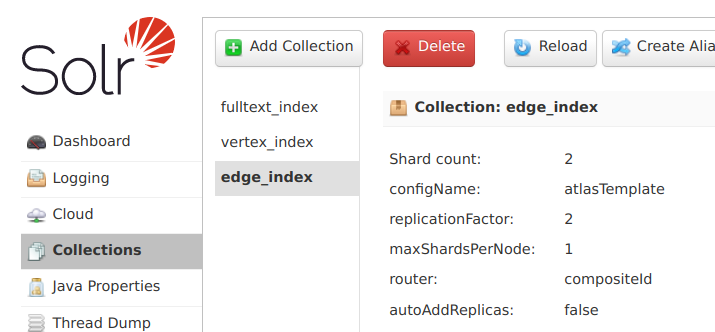 Solr
Add Collection
Delete
Reload
Create Alia
fulltext_index
vertex_index
edge_index
Dashboard
Logging
Cloud
Collections
Java Properties
Thread Dump
Collection: edge_index
Shard count: 2
configName: atlasTemplate
replicationFactor: 2
maxShardsPerNode: 1
router: compositeId
autoAddReplicas: false